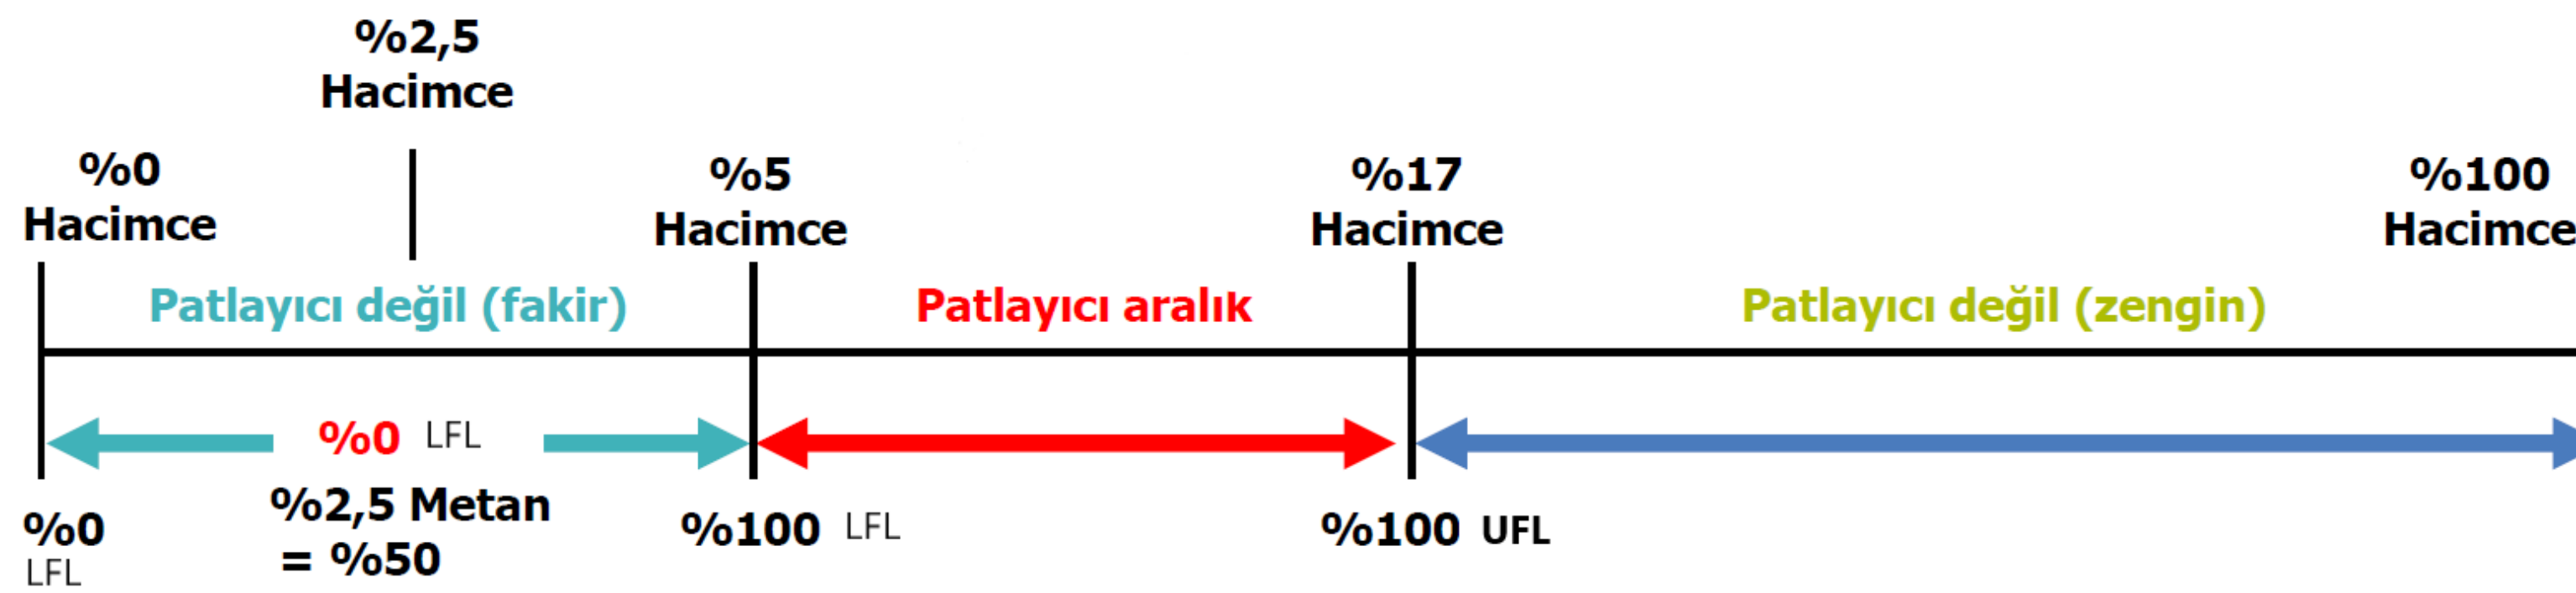 %2,5
Hacimce
%0
Hacimce
%5
Hacimce
%17
Hacimce
%100
Hacimce
Patlayıcı değil (fakir)
Patlayıcı aralık
Patlayıcı değil (zengin)
%0 LFL
%2,5 Metan
= %50
%0
LFL
%100 LFL
%100 UFL